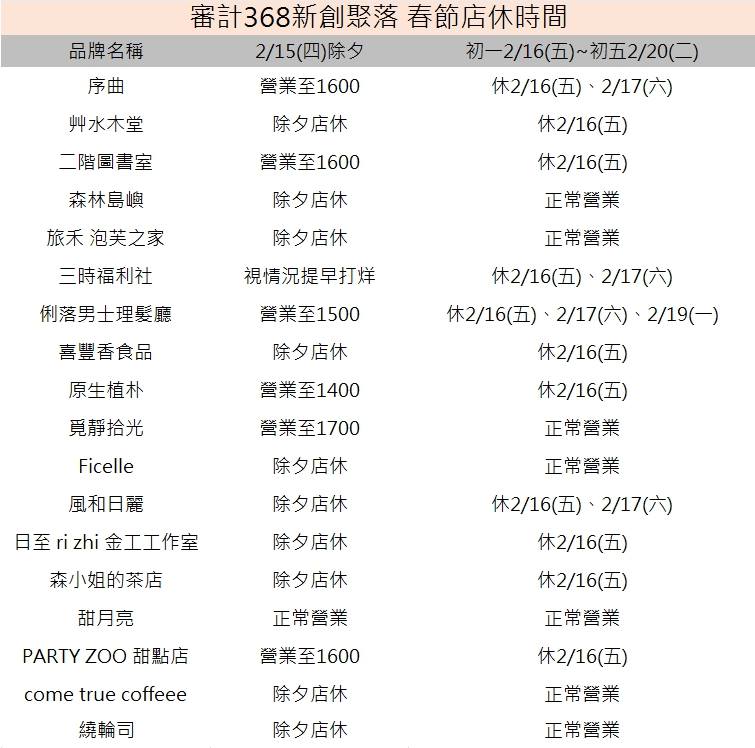 審計368新創聚落 春節店休時間
品牌名稱 2/15(四)除夕 初一2/16(五)~初五2/20(二)
序曲 營業至1600 休2/16(五)、2/17(六)
艸水木堂 除夕店休 休2/16(五)
二階圖書室 營業至1600 休2/16(五)
森林島嶼 除夕店休 正常營業
旅禾 泡芙之家 除夕店休 正常營業
三時福利社 視情況提早打烊 休2/16(五)、2/17(六)
俐落男士理髮廳 營業至1500 休2/16(五)、2/17(六)、2/19(一)
喜豐香食品 除夕店休 休2/16(五)
原生植朴 營業至1400 休2/16(五)
覓靜拾光 營業至1700 正常營業
Ficelle 除夕店休 正常營業
風和日麗 除夕店休 休2/16(五)、2/17(六)
日至 ri zhi 金工工作室 除夕店休 休2/16(五)
森小姐的茶店 除夕店休 休2/16(五)
甜月亮 正常營業 正常營業
PARTY ZOO 甜點店 營業至1600 休2/16(五)
come true coffeee 除夕店休 正常營業
繞輪司 除夕店休 正常營業